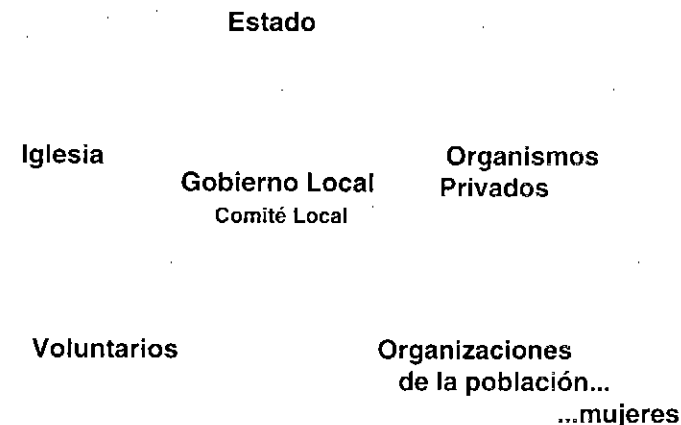 Estado
Iglesia
Organismos
Privados
Gobierno Local
Comité Local
Voluntarios
Organizaciones
de la población...
...mujeres